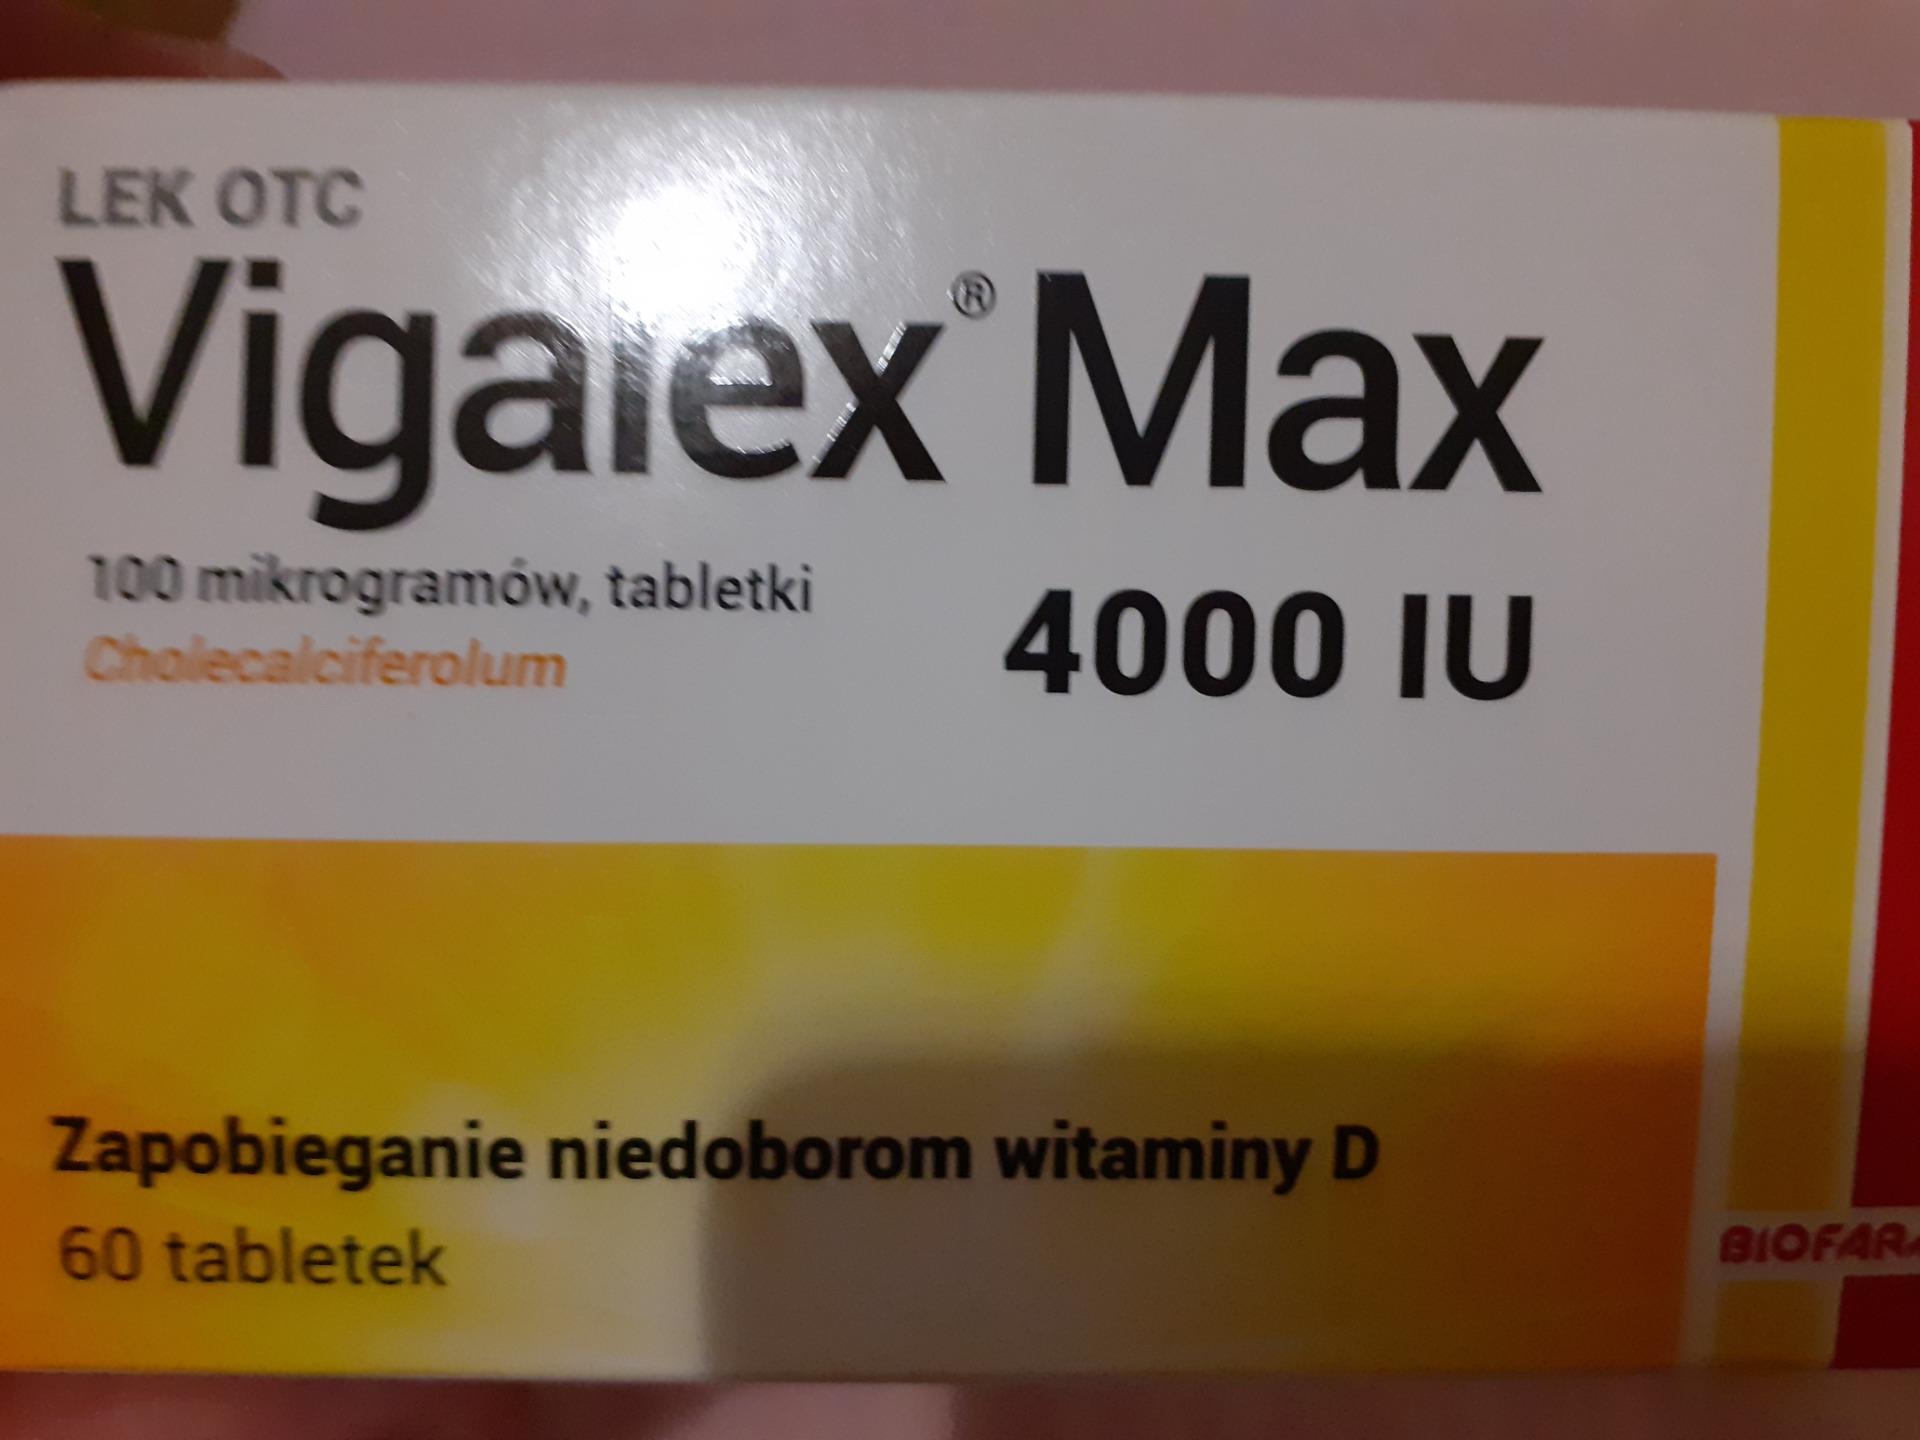 LEK OTC
Vigalex® Max
100 mikrogramów, tabletki
4000 IU
Cholecalciferolum
Zapobieganie niedoborom witaminy D
60 tabletek